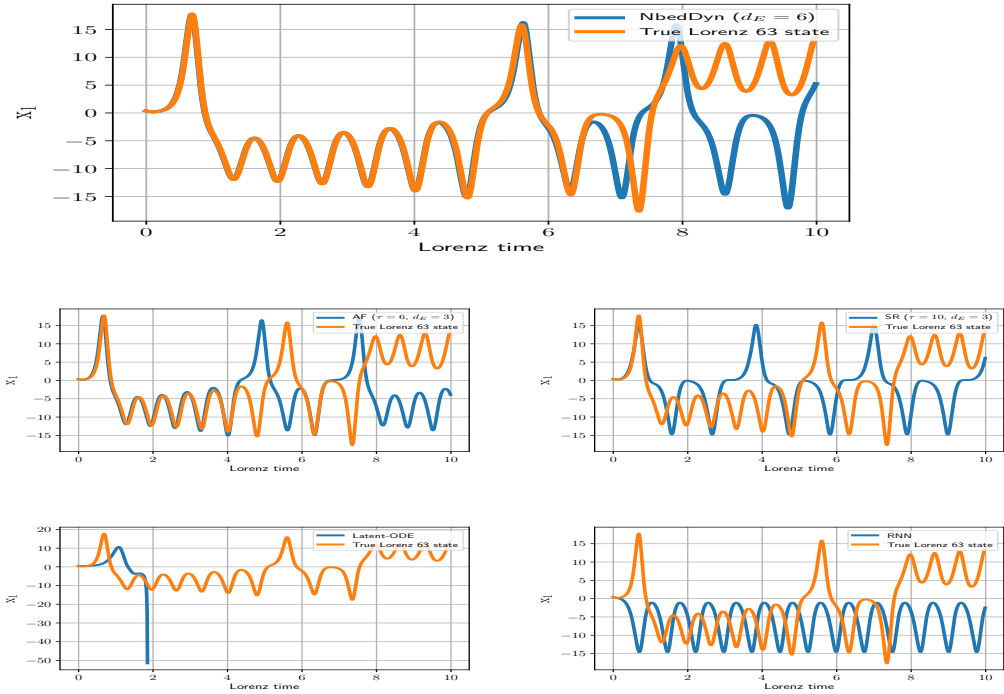 NbedDyn (d_E = 6)
True Lorenz 63 state
15
10
5
0
−5
−10
−15
X1
0 2 4 6 8 10
Lorenz time
AF (τ = 6, d_E = 3)
True Lorenz 63 state
15
10
5
0
−5
−10
−15
X1
0 2 4 6 8 10
Lorenz time
SR (τ = 10, d_E = 3)
True Lorenz 63 state
15
10
5
0
−5
−10
−15
X1
0 2 4 6 8 10
Lorenz time
Latent-ODE
True Lorenz 63 state
20
10
0
−10
−20
−30
−40
−50
X1
0 2 4 6 8 10
Lorenz time
RNN
True Lorenz 63 state
15
10
5
0
−5
−10
−15
X1
0 2 4 6 8 10
Lorenz time